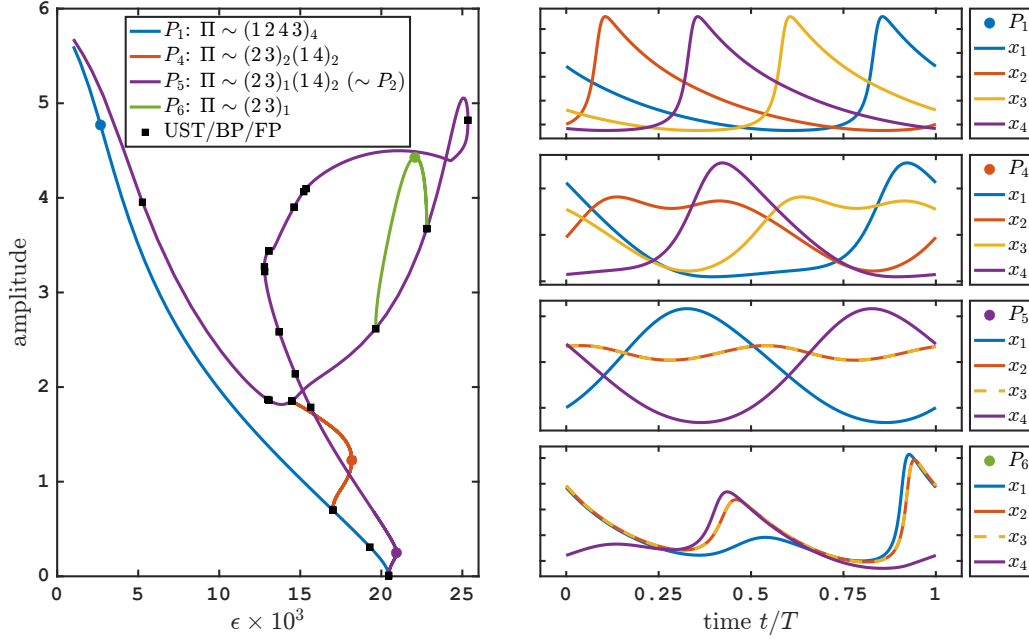 6
5
4
3
2
1
0
amplitude
0
5
10
15
20
25
ϵ × 10³
P₁: Π ∼ (1 2 4 3)₄
P₄: Π ∼ (2 3)₂(1 4)₂
P₅: Π ∼ (2 3)₁(1 4)₂ (∼ P₂)
P₆: Π ∼ (2 3)₁
UST/BP/FP
P₁
x₁
x₂
x₃
x₄
P₄
x₁
x₂
x₃
x₄
P₅
x₁
x₂
x₃
x₄
P₆
x₁
x₂
x₃
x₄
0
0.25
0.5
0.75
1
time t/T